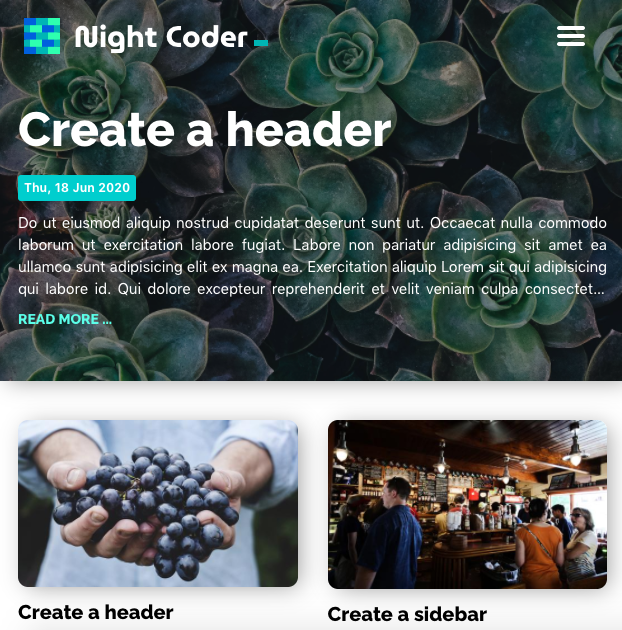 Night Coder
Create a header
Thu, 18 Jun 2020
Do ut eiusmod aliquip nostrud cupidatat deserunt sunt ut. Occaecat nulla commodo
laborum ut exercitation labore fugiat. Labore non pariatur adipisicing sit amet ea
ullamco sunt adipisicing elit ex magna ea. Exercitation aliquip Lorem sit qui adipisicing
qui labore id. Qui dolore excepteur reprehenderit et velit veniam culpa consectet...
READ MORE ...
Create a header
Create a sidebar